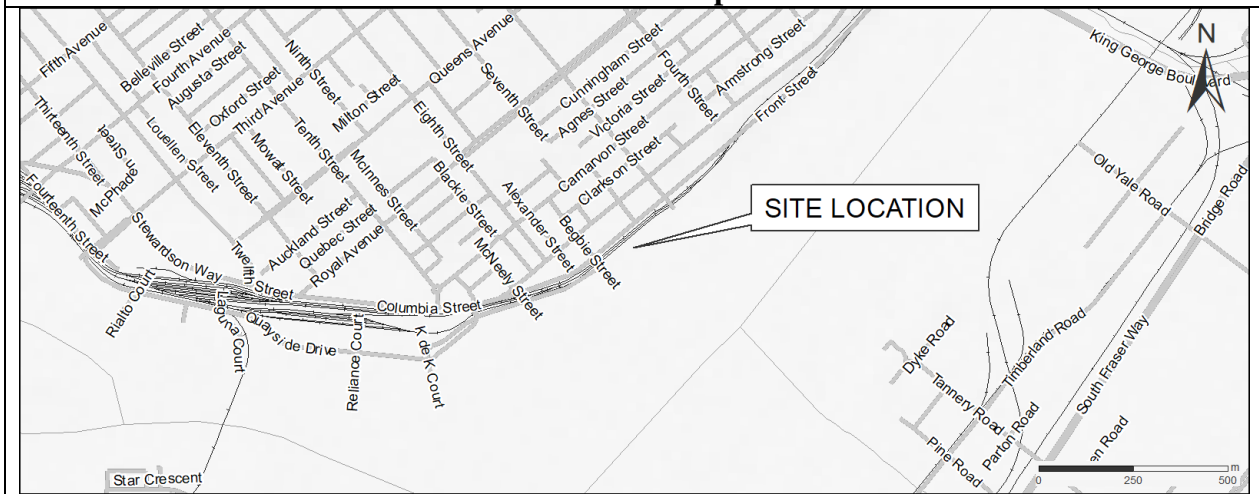 Fifth Avenue
Belleville Street
Fourth Avenue
Augusta Street
Ninth Street
Queens Avenue
Cunningham Street
Fourth Street
Armstrong Street
King George Boulevard
N
Thirteenth Street
McPhaden Street
Louellen Street
Oxford Street
Third Avenue
Milton Street
Seventh Street
Agnes Street
Victoria Street
Front Street
Eleventh Street
Mowat Street
Tenth Street
McInnes Street
Eighth Street
Blackie Street
Alexander Street
Carnarvon Street
Clarkson Street
Begbie Street
McNeely Street
Old Yale Road
Bridge Road
SITE LOCATION
Fourteenth Street
Stewardson Way
Twelfth Street
Auckland Street
Quebec Street
Royal Avenue
Columbia Street
Rialto Court
Laguna Court
Quayside Drive
Reliance Court
K de K Court
Dyke Road
Tannery Road
Timberland Road
South Fraser Way
Pine Road
Parton Road
en Road
Star Crescent
m
0 250 500